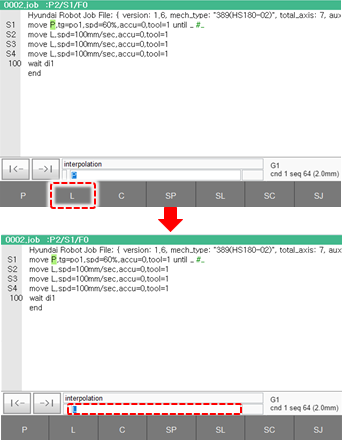 0002.job :P2/S1/F0
Hyundai Robot Job File; { version: 1.6, mech_type: "389(HS180-02)", total_axis: 7, aux
S1 move P,tg=po1,spd=60%,accu=0,tool=1 until _ #_
S2 move L,spd=100mm/sec,accu=0,tool=1
S3 move L,spd=100mm/sec,accu=0,tool=1
S4 move L,spd=100mm/sec,accu=0,tool=1
100 wait di1
end
|<- ->| interpolation G1
P cnd 1 seq 64 (2.0mm)
P L C SP SL SC SJ
0002.job :P2/S1/F0
Hyundai Robot Job File; { version: 1.6, mech_type: "389(HS180-02)", total_axis: 7, aux
S1 move P,tg=po1,spd=60%,accu=0,tool=1 until _ #_
S2 move L,spd=100mm/sec,accu=0,tool=1
S3 move L,spd=100mm/sec,accu=0,tool=1
S4 move L,spd=100mm/sec,accu=0,tool=1
100 wait di1
end
|<- ->| interpolation G1
L cnd 1 seq 64 (2.0mm)
P L C SP SL SC SJ